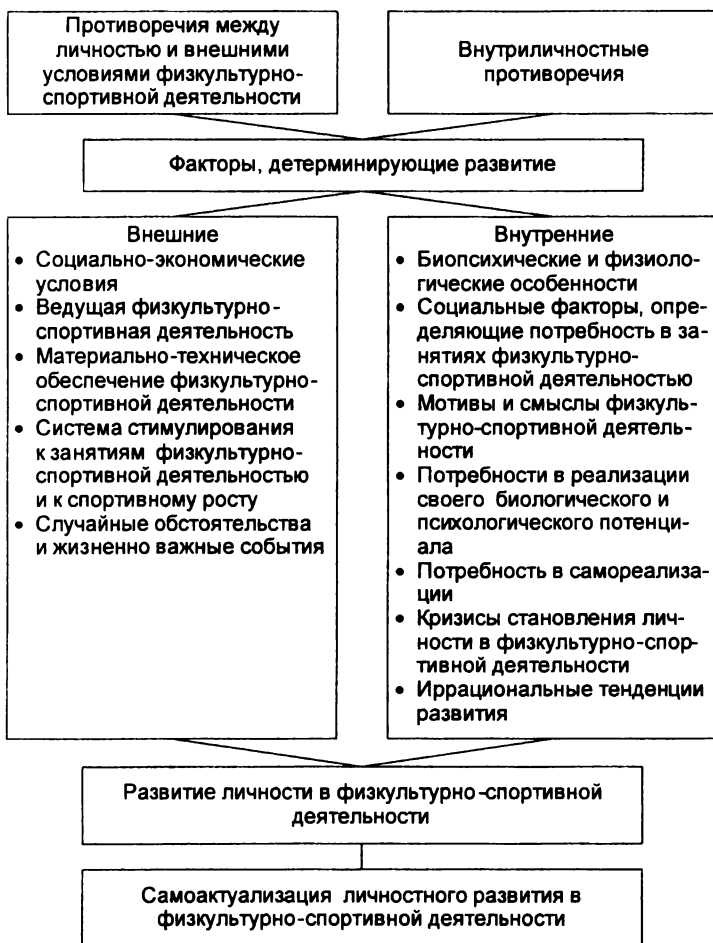 Противоречия между
личностью и внешними
условиями физкультурно-
спортивной деятельности
Внутриличностные
противоречия
Факторы, детерминирующие развитие
Внешние
• Социально-экономические
условия
• Ведущая физкультурно-
спортивная деятельность
• Материально-техническое
обеспечение физкультурно-
спортивной деятельности
• Система стимулирования
к занятиям физкультурно-
спортивной деятельностью
и к спортивному росту
• Случайные обстоятельства
и жизненно важные события
Внутренние
• Биопсихические и физиоло-
гические особенности
• Социальные факторы, опре-
деляющие потребность в за-
нятиях физкультурно-
спортивной деятельностью
• Мотивы и смыслы физкуль-
турно-спортивной деятель-
ности
• Потребности в реализации
своего биологического и
психологического потенци-
ала
• Потребность в самореализа-
ции
• Кризисы становления лич-
ности в физкультурно-спор-
тивной деятельности
• Иррациональные тенденции
развития
Развитие личности в физкультурно-спортивной
деятельности
Самоактуализация личностного развития в
физкультурно-спортивной деятельности